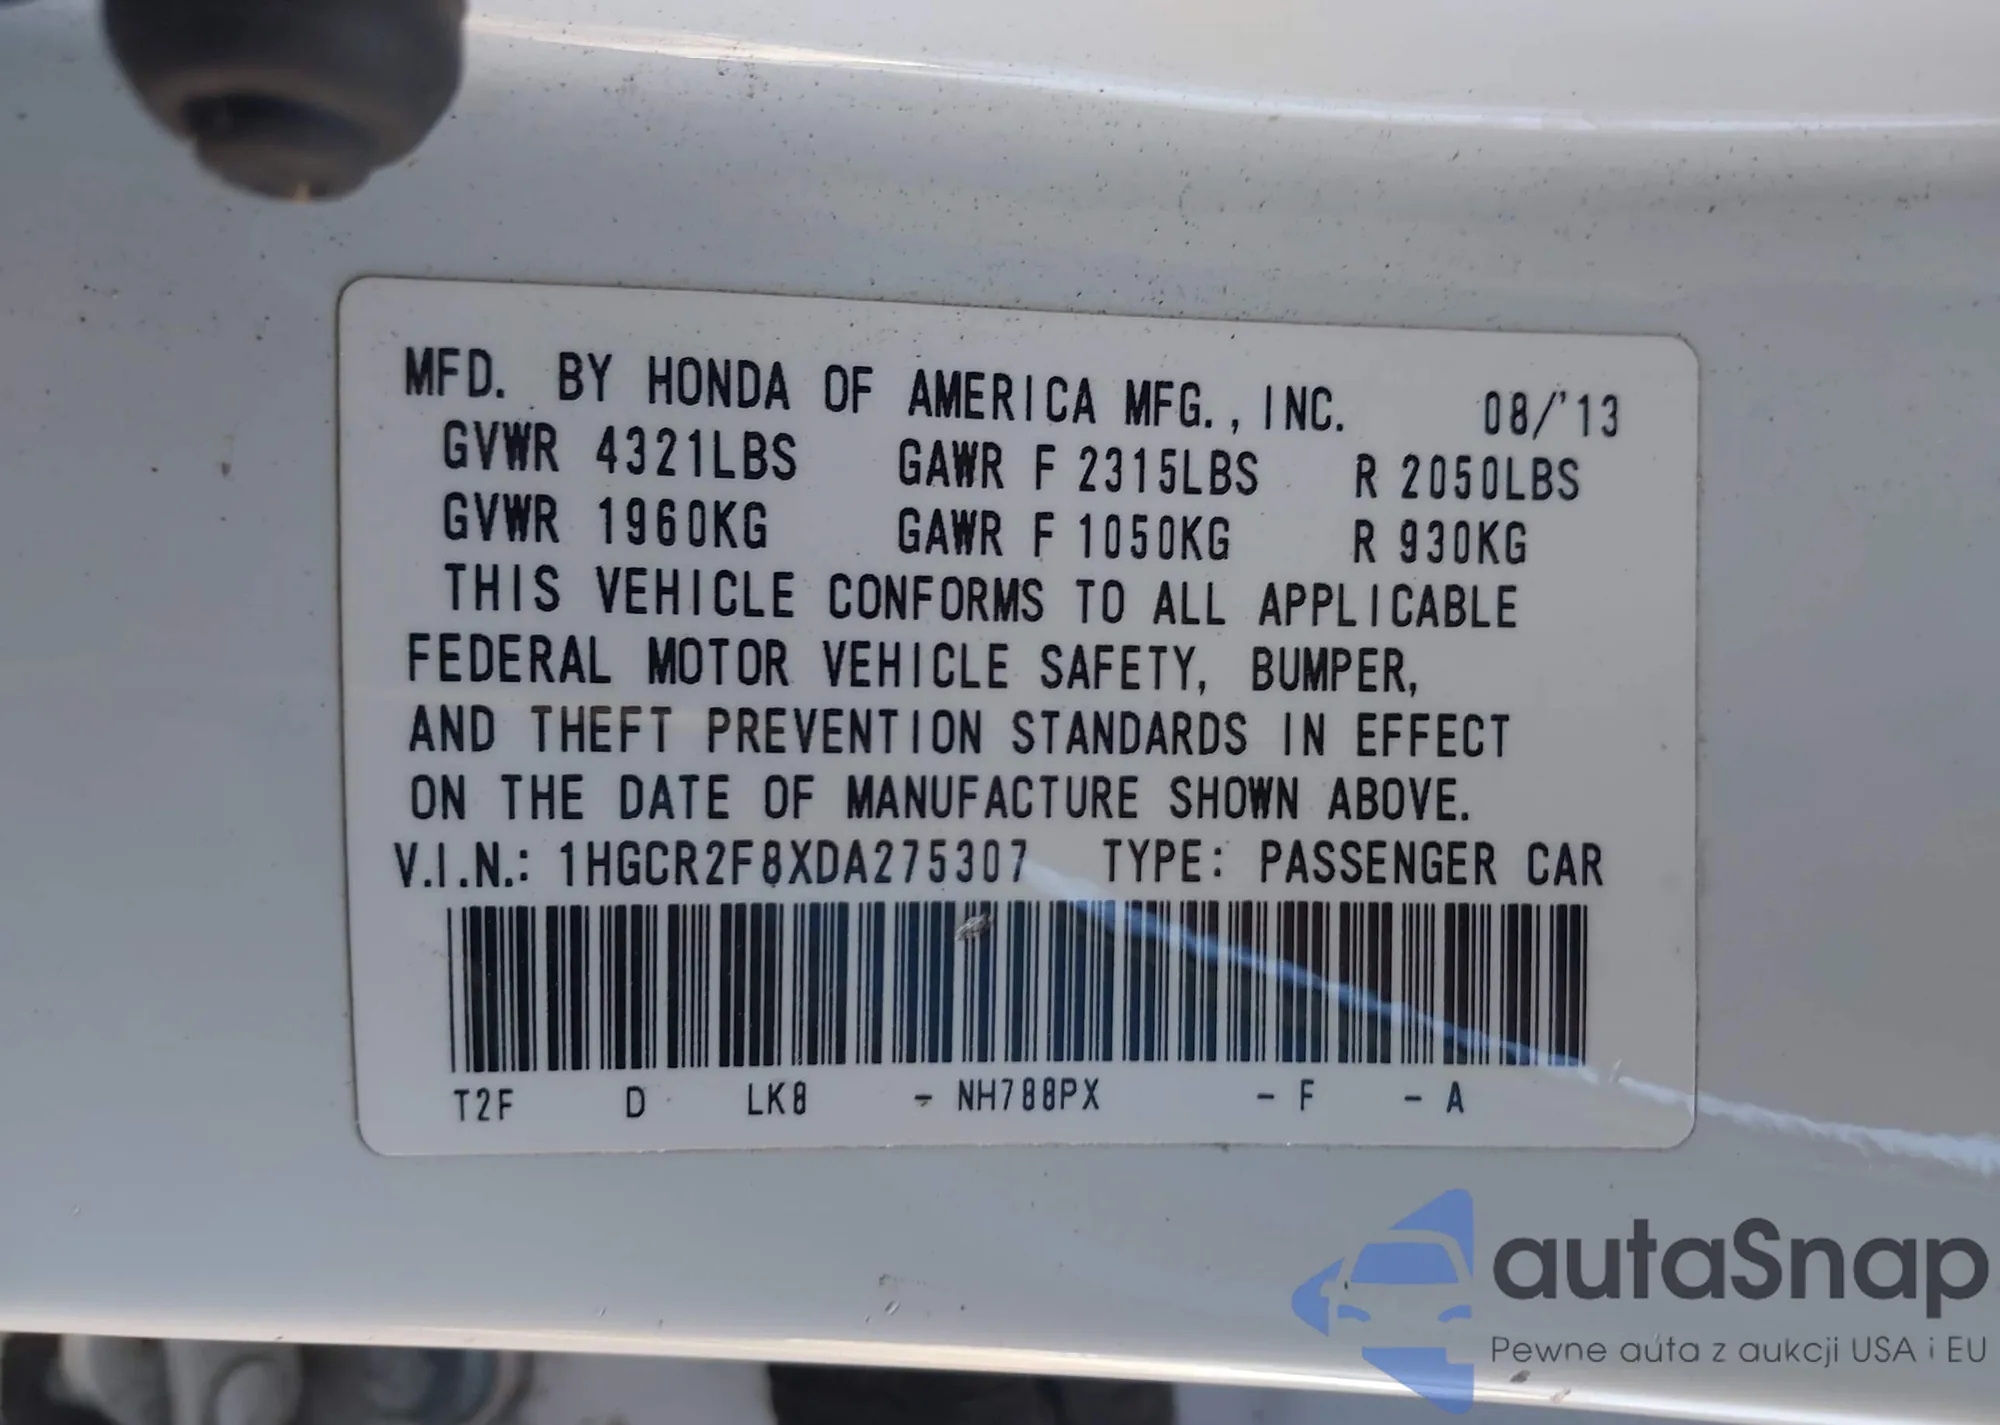 MFD. BY HONDA OF AMERICA MFG., INC. 08/'13
GVWR 4321LBS GAWR F 2315LBS R 2050LBS
GVWR 1960KG GAWR F 1050KG R 930KG
THIS VEHICLE CONFORMS TO ALL APPLICABLE
FEDERAL MOTOR VEHICLE SAFETY, BUMPER,
AND THEFT PREVENTION STANDARDS IN EFFECT
ON THE DATE OF MANUFACTURE SHOWN ABOVE.
V.I.N.: 1HGCR2F8XDA275307 TYPE: PASSENGER CAR
T2F D LK8 - NH788PX - F - A
autaSnap
Pewne auta z aukcji USA i EU